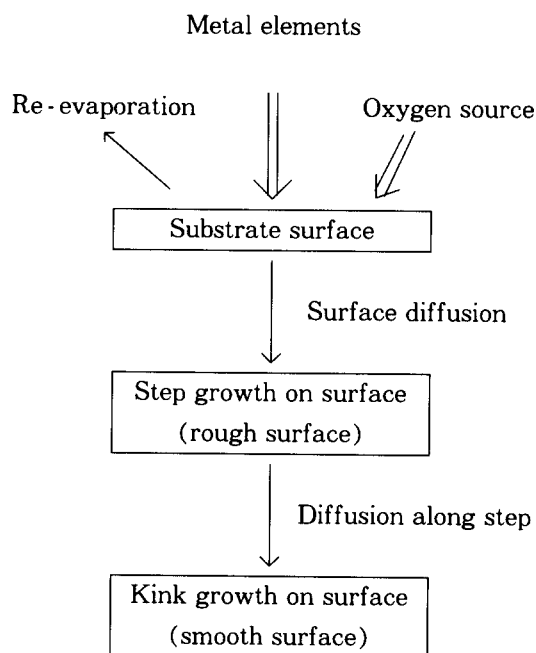 Metal elements
Re-evaporation
Oxygen source
Substrate surface
Surface diffusion
Step growth on surface
(rough surface)
Diffusion along step
Kink growth on surface
(smooth surface)